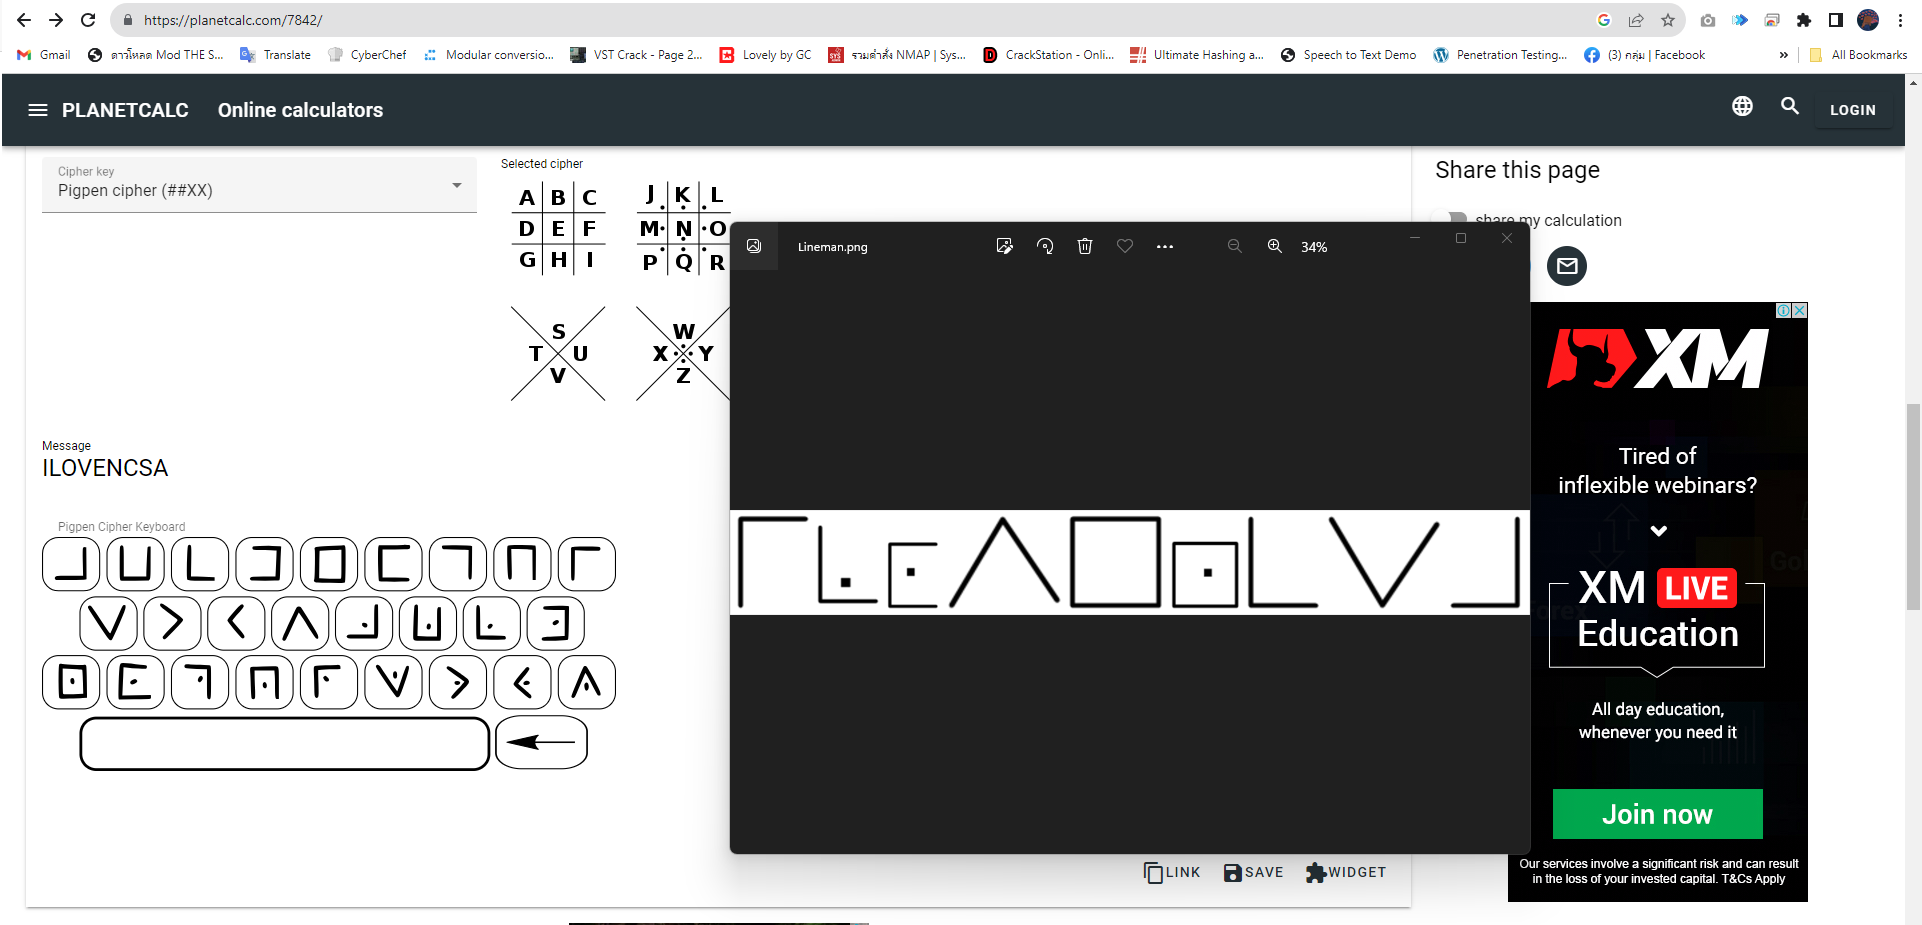 https://planetcalc.com/7842/
Gmail
ดาวโหลด Mod THE S...
Translate
CyberChef
Modular conversio...
VST Crack - Page 2...
Lovely by GC
รวมคำสั่ง NMAP | Sys...
CrackStation - Onli...
Ultimate Hashing a...
Speech to Text Demo
Penetration Testing...
(3) กลุ่ม | Facebook
»
All Bookmarks
PLANETCALC
Online calculators
LOGIN
Cipher key
Pigpen cipher (##XX)
Selected cipher
A B C
D E F
G H I
J K L
M N O
P Q R
S
T U
V
W
X Y
Z
Share this page
share my calculation
Lineman.png
34%
Message
ILOVENCSA
Pigpen Cipher Keyboard
LINK
SAVE
WIDGET
XM
Tired of
inflexible webinars?
XM LIVE
Education
All day education,
whenever you need it
Join now
Our services involve a significant risk and can result
in the loss of your invested capital. T&Cs Apply